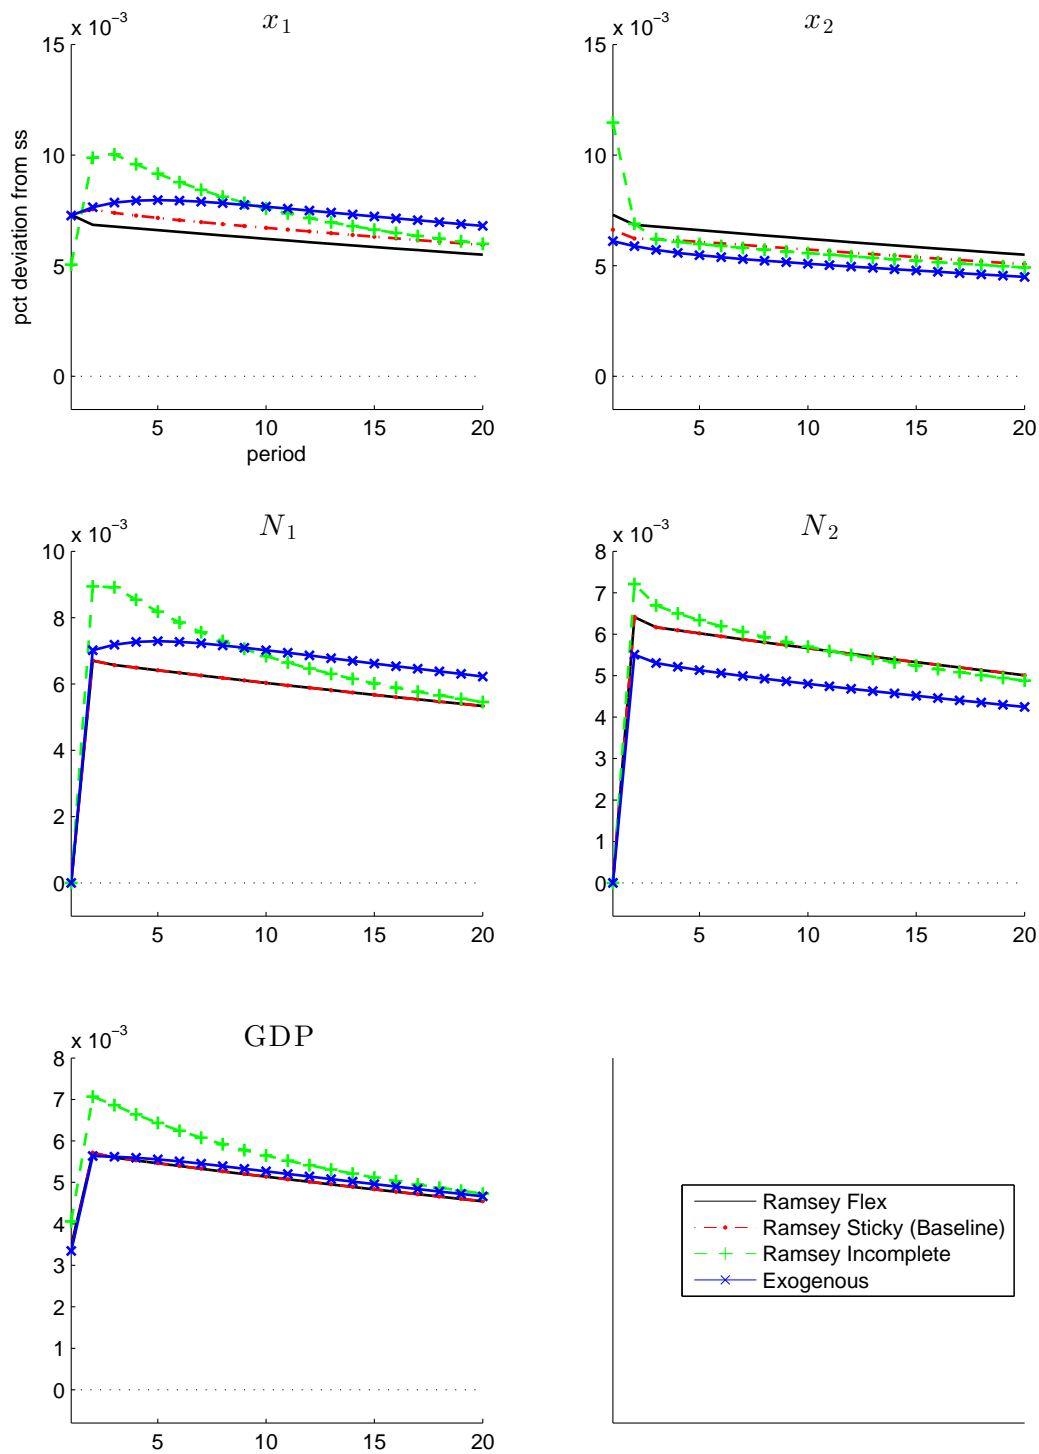 x 10⁻³
x₁
15
10
5
0
pct deviation from ss
5 10 15 20
period
x 10⁻³
x₂
15
10
5
0
5 10 15 20
x 10⁻³
N₁
10
8
6
4
2
0
5 10 15 20
x 10⁻³
N₂
8
7
6
5
4
3
2
1
0
5 10 15 20
x 10⁻³
GDP
8
7
6
5
4
3
2
1
0
5 10 15 20
Ramsey Flex
Ramsey Sticky (Baseline)
Ramsey Incomplete
Exogenous